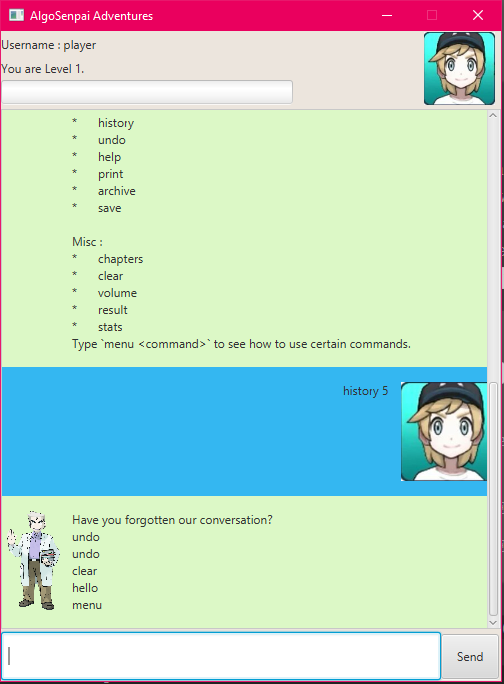 AlgoSenpai Adventures
Username : player
You are Level 1.
* history
* undo
* help
* print
* archive
* save
Misc :
* chapters
* clear
* volume
* result
* stats
Type `menu <command>` to see how to use certain commands.
history 5
Have you forgotten our conversation?
undo
undo
clear
hello
menu
Send